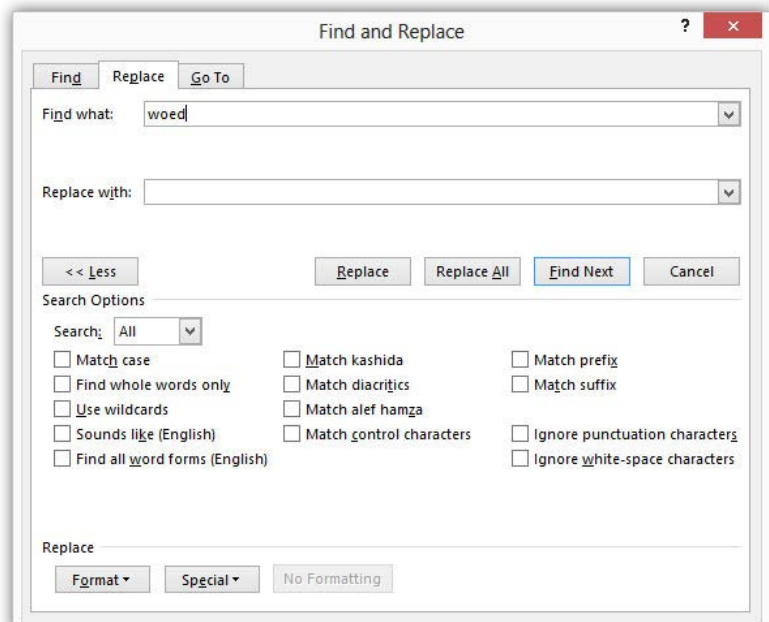 Find and Replace ?
Find Replace Go To
Find what: woed
Replace with:
<< Less Replace Replace All Find Next Cancel
Search Options
Search: All
Match case Match kashida Match prefix
Find whole words only Match diacritics Match suffix
Use wildcards Match alef hamza
Sounds like (English) Match control characters Ignore punctuation characters
Find all word forms (English) Ignore white-space characters
Replace
Format Special No Formatting